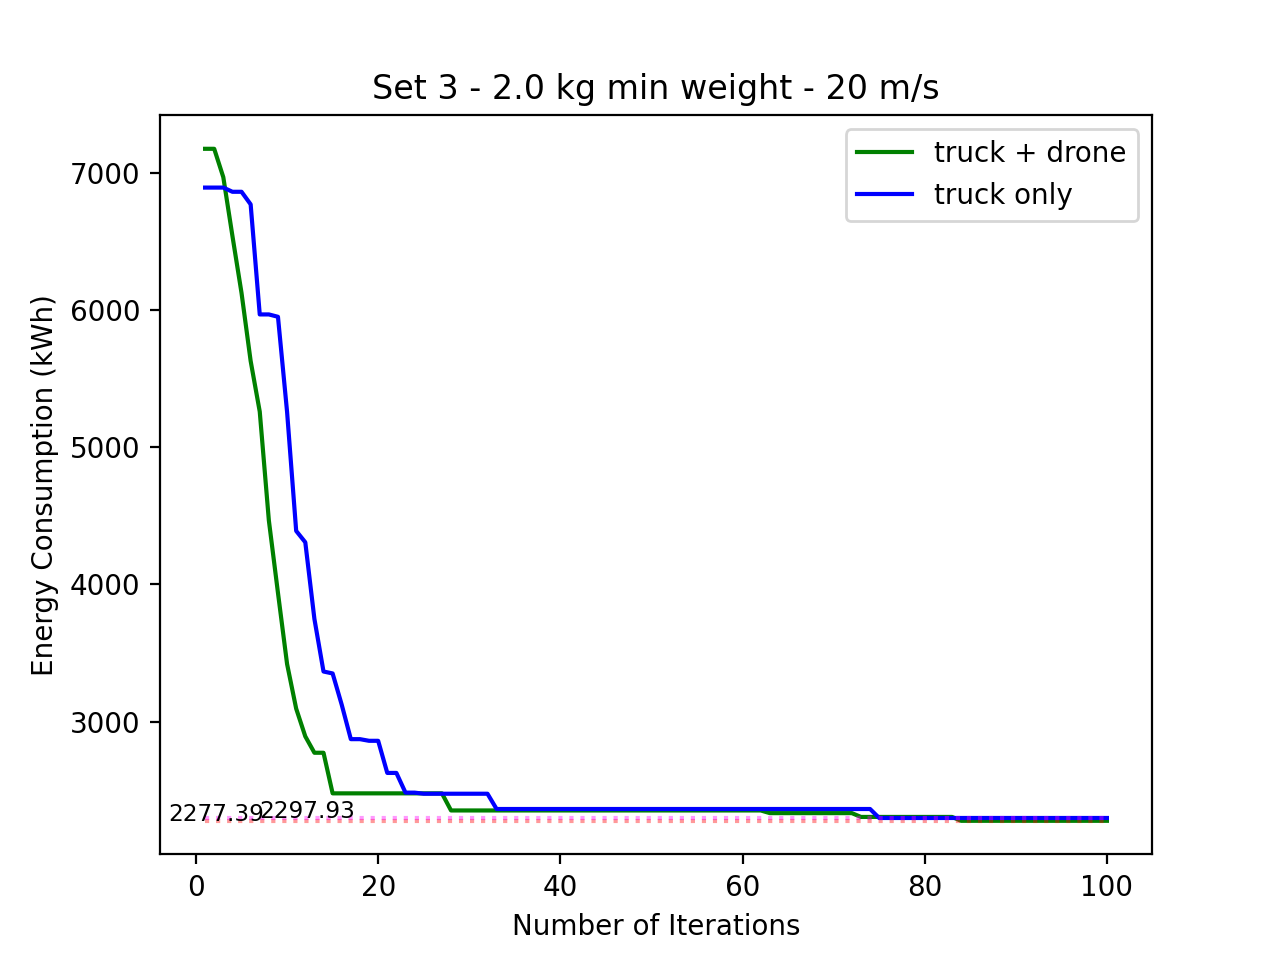 Set 3 - 2.0 kg min weight - 20 m/s
truck + drone
truck only
Energy Consumption (kWh)
7000
6000
5000
4000
3000
2277.39
2297.93
0
20
40
60
80
100
Number of Iterations